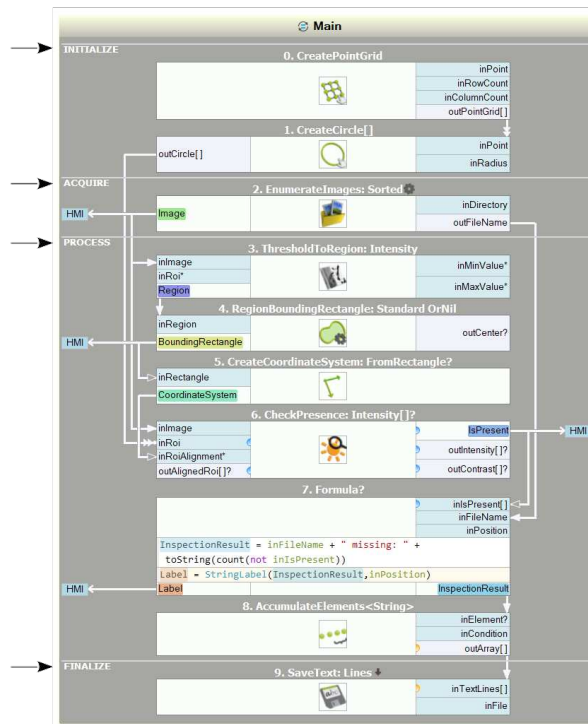 Main
INITIALIZE
0. CreatePointGrid
inPoint
inRowCount
inColumnCount
outPointGrid[]
1. CreateCircle[]
outCircle[]
inPoint
inRadius
ACQUIRE
2. EnumerateImages: Sorted
HMI
Image
inDirectory
outFileName
PROCESS
3. ThresholdToRegion: Intensity
inImage
inRoi*
Region
inMinValue*
inMaxValue*
4. RegionBoundingRectangle: Standard OrNil
inRegion
HMI
BoundingRectangle
outCenter?
5. CreateCoordinateSystem: FromRectangle?
inRectangle
CoordinateSystem
6. CheckPresence: Intensity[]?
inImage
inRoi
inRoiAlignment*
outAlignedRoi[]?
IsPresent
HMI
outIntensity[]?
outContrast[]?
7. Formula?
inIsPresent[]
inFileName
inPosition
InspectionResult = inFileName + " missing: " +
toString(count(not inIsPresent))
Label = StringLabel(InspectionResult,inPosition)
HMI
Label
InspectionResult
8. AccumulateElements<String>
inElement?
inCondition
outArray[]
FINALIZE
9. SaveText: Lines
inTextLines[]
inFile